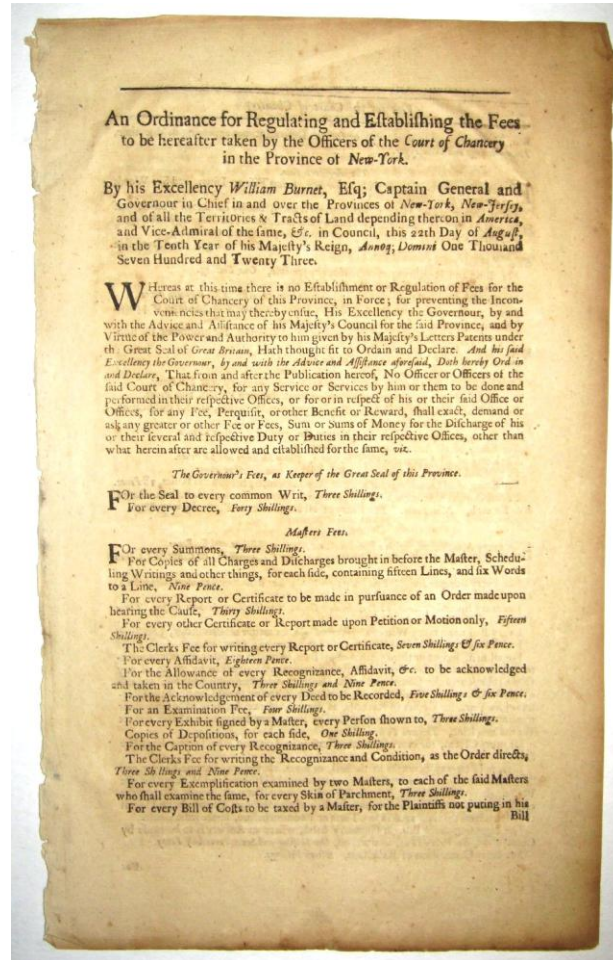 An Ordinance for Regulating and Eſtabliſhing the Fees
to be hereafter taken by the Officers of the Court of Chancery
in the Province of New-York.
By his Excellency William Burnet, Eſq; Captain General and
Governour in Chief in and over the Provinces of New-York, New-Jerſey,
and of all the Territories & Tracts of Land depending thereon in America,
and Vice-Admiral of the ſame, &c. in Council, this 22th Day of Auguſt,
in the Tenth Year of his Majeſty's Reign, Annoq; Domini One Thouſand
Seven Hundred and Twenty Three.
WHereas at this time there is no Eſtabliſhment or Regulation of Fees for the
Court of Chancery of this Province, in Force; for preventing the Incon-
veniencies that may thereby enſue, His Excellency the Governour, by and
with the Advice and Aſſiſtance of his Majeſty's Council for the ſaid Province, and by
Virtue of the Power and Authority to him given by his Majeſty's Letters Patents under
th Great Seal of Great Britain, Hath thought fit to Ordain and Declare. And his ſaid
Excellency the Governour, by and with the Advice and Aſſiſtance aforeſaid, Doth hereby Ord in
and Declare, That from and after the Publication hereof, No Officer or Officers of the
ſaid Court of Chancery, for any Service or Services by him or them to be done and
performed in their reſpective Offices, or for or in reſpect of his or their ſaid Office or
Offices, for any Fee, Perquiſit, or other Benefit or Reward, ſhall exact, demand or
ask any greater or other Fee or Fees, Sum or Sums of Money for the Diſcharge of his
or their ſeveral and reſpective Duty or Duties in their reſpective Offices, other than
what herein after are allowed and eſtabliſhed for the ſame, viz.
The Governour's Fees, as Keeper of the Great Seal of this Province.
FOr the Seal to every common Writ, Three Shillings.
For every Decree, Forty Shillings.
Maſters Fees.
FOr every Summons, Three Shillings.
For Copies of all Charges and Diſcharges brought in before the Maſter, Schedu-
ling Writings and other things, for each ſide, containing fifteen Lines, and ſix Words
to a Line, Nine Pence.
For every Report or Certificate to be made in purſuance of an Order made upon
hearing the Cauſe, Thirty Shillings.
For every other Certificate or Report made upon Petition or Motion only, Fifteen
Shillings.
The Clerks Fee for writing every Report or Certificate, Seven Shillings & ſix Pence.
For every Affidavit, Eighteen Pence.
For the Allowance of every Recognizance, Affidavit, &c. to be acknowledged
and taken in the Country, Three Shillings and Nine Pence.
For the Acknowledgement of every Deed to be Recorded, Five Shillings & ſix Pence.
For an Examination Fee, Four Shillings.
For every Exhibit ſigned by a Maſter, every Perſon ſhown to, Three Shillings.
Copies of Depoſitions, for each ſide, One Shilling.
For the Caption of every Recognizance, Three Shillings.
The Clerks Fee for writing the Recognizance and Condition, as the Order directs,
Three Sh llings and Nine Pence.
For every Exemplification examined by two Maſters, to each of the ſaid Maſters
who ſhall examine the ſame, for every Skin of Parchment, Three Shillings.
For every Bill of Coſts to be taxed by a Maſter, for the Plaintiffs not puting in his
Bill